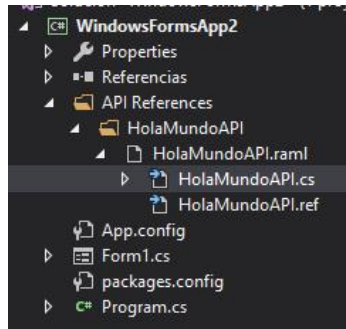 WindowsFormsApp2
Properties
Referencias
API References
HolaMundoAPI
HolaMundoAPI.raml
HolaMundoAPI.cs
HolaMundoAPI.ref
App.config
Form1.cs
packages.config
C# Program.cs